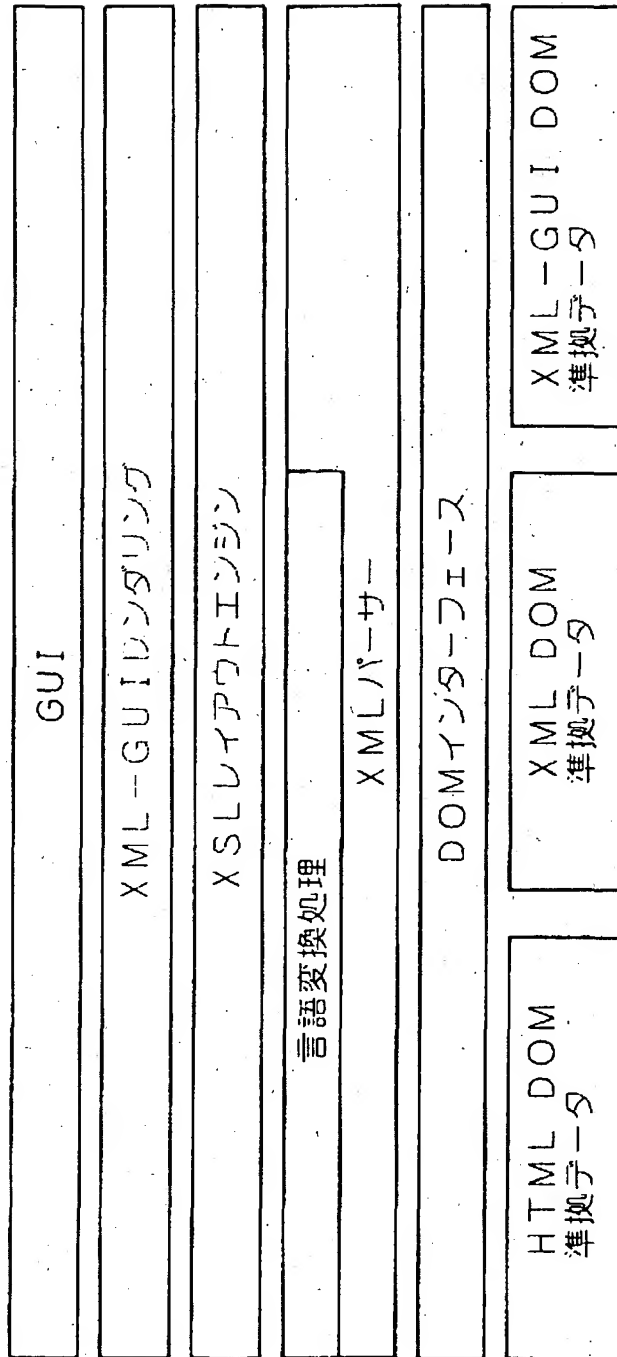 GUI
XML－GUIレンダリング
XSLレイアウトエンジン
言語変換処理
XMLパーサー
DOMインターフェース
HTML DOM
準拠データ
XML DOM
準拠データ
XML－GUI DOM
準拠データ